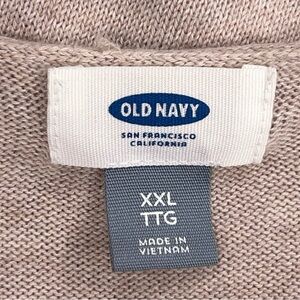 OLD NAVY
SAN FRANCISCO
CALIFORNIA
XXL
TTG
MADE IN
VIETNAM